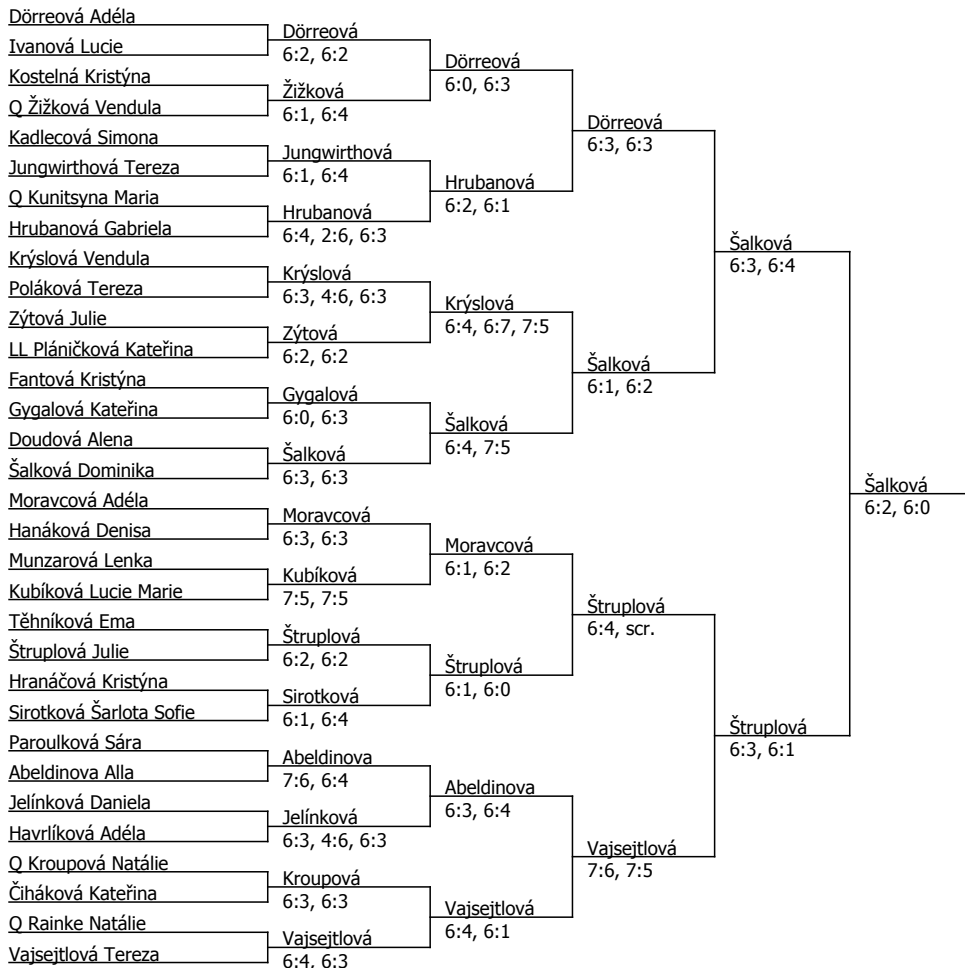 Dörreová Adéla
Ivanová Lucie
Kostelná Kristýna
Q Žižková Vendula
Kadlecová Simona
Jungwirthová Tereza
Q Kunitsyna Maria
Hrubanová Gabriela
Krýslová Vendula
Poláková Tereza
Zýtová Julie
LL Pláničková Kateřina
Fantová Kristýna
Gygalová Kateřina
Doudová Alena
Šalková Dominika
Moravcová Adéla
Hanáková Denisa
Munzarová Lenka
Kubíková Lucie Marie
Těhníková Ema
Štruplová Julie
Hranáčová Kristýna
Sirotková Šarlota Sofie
Paroulková Sára
Abeldinova Alla
Jelínková Daniela
Havrlíková Adéla
Q Kroupová Natálie
Čiháková Kateřina
Q Rainke Natálie
Vajsejtlová Tereza
Dörreová
6:2, 6:2
Žižková
6:1, 6:4
Jungwirthová
6:1, 6:4
Hrubanová
6:4, 2:6, 6:3
Krýslová
6:3, 4:6, 6:3
Zýtová
6:2, 6:2
Gygalová
6:0, 6:3
Šalková
6:3, 6:3
Moravcová
6:3, 6:3
Kubíková
7:5, 7:5
Štruplová
6:2, 6:2
Sirotková
6:1, 6:4
Abeldinova
7:6, 6:4
Jelínková
6:3, 4:6, 6:3
Kroupová
6:3, 6:3
Vajsejtlová
6:4, 6:3
Dörreová
6:0, 6:3
Hrubanová
6:2, 6:1
Krýslová
6:4, 6:7, 7:5
Šalková
6:4, 7:5
Moravcová
6:1, 6:2
Štruplová
6:1, 6:0
Abeldinova
6:3, 6:4
Vajsejtlová
6:4, 6:1
Dörreová
6:3, 6:3
Šalková
6:1, 6:2
Štruplová
6:4, scr.
Vajsejtlová
7:6, 7:5
Šalková
6:3, 6:4
Štruplová
6:3, 6:1
Šalková
6:2, 6:0